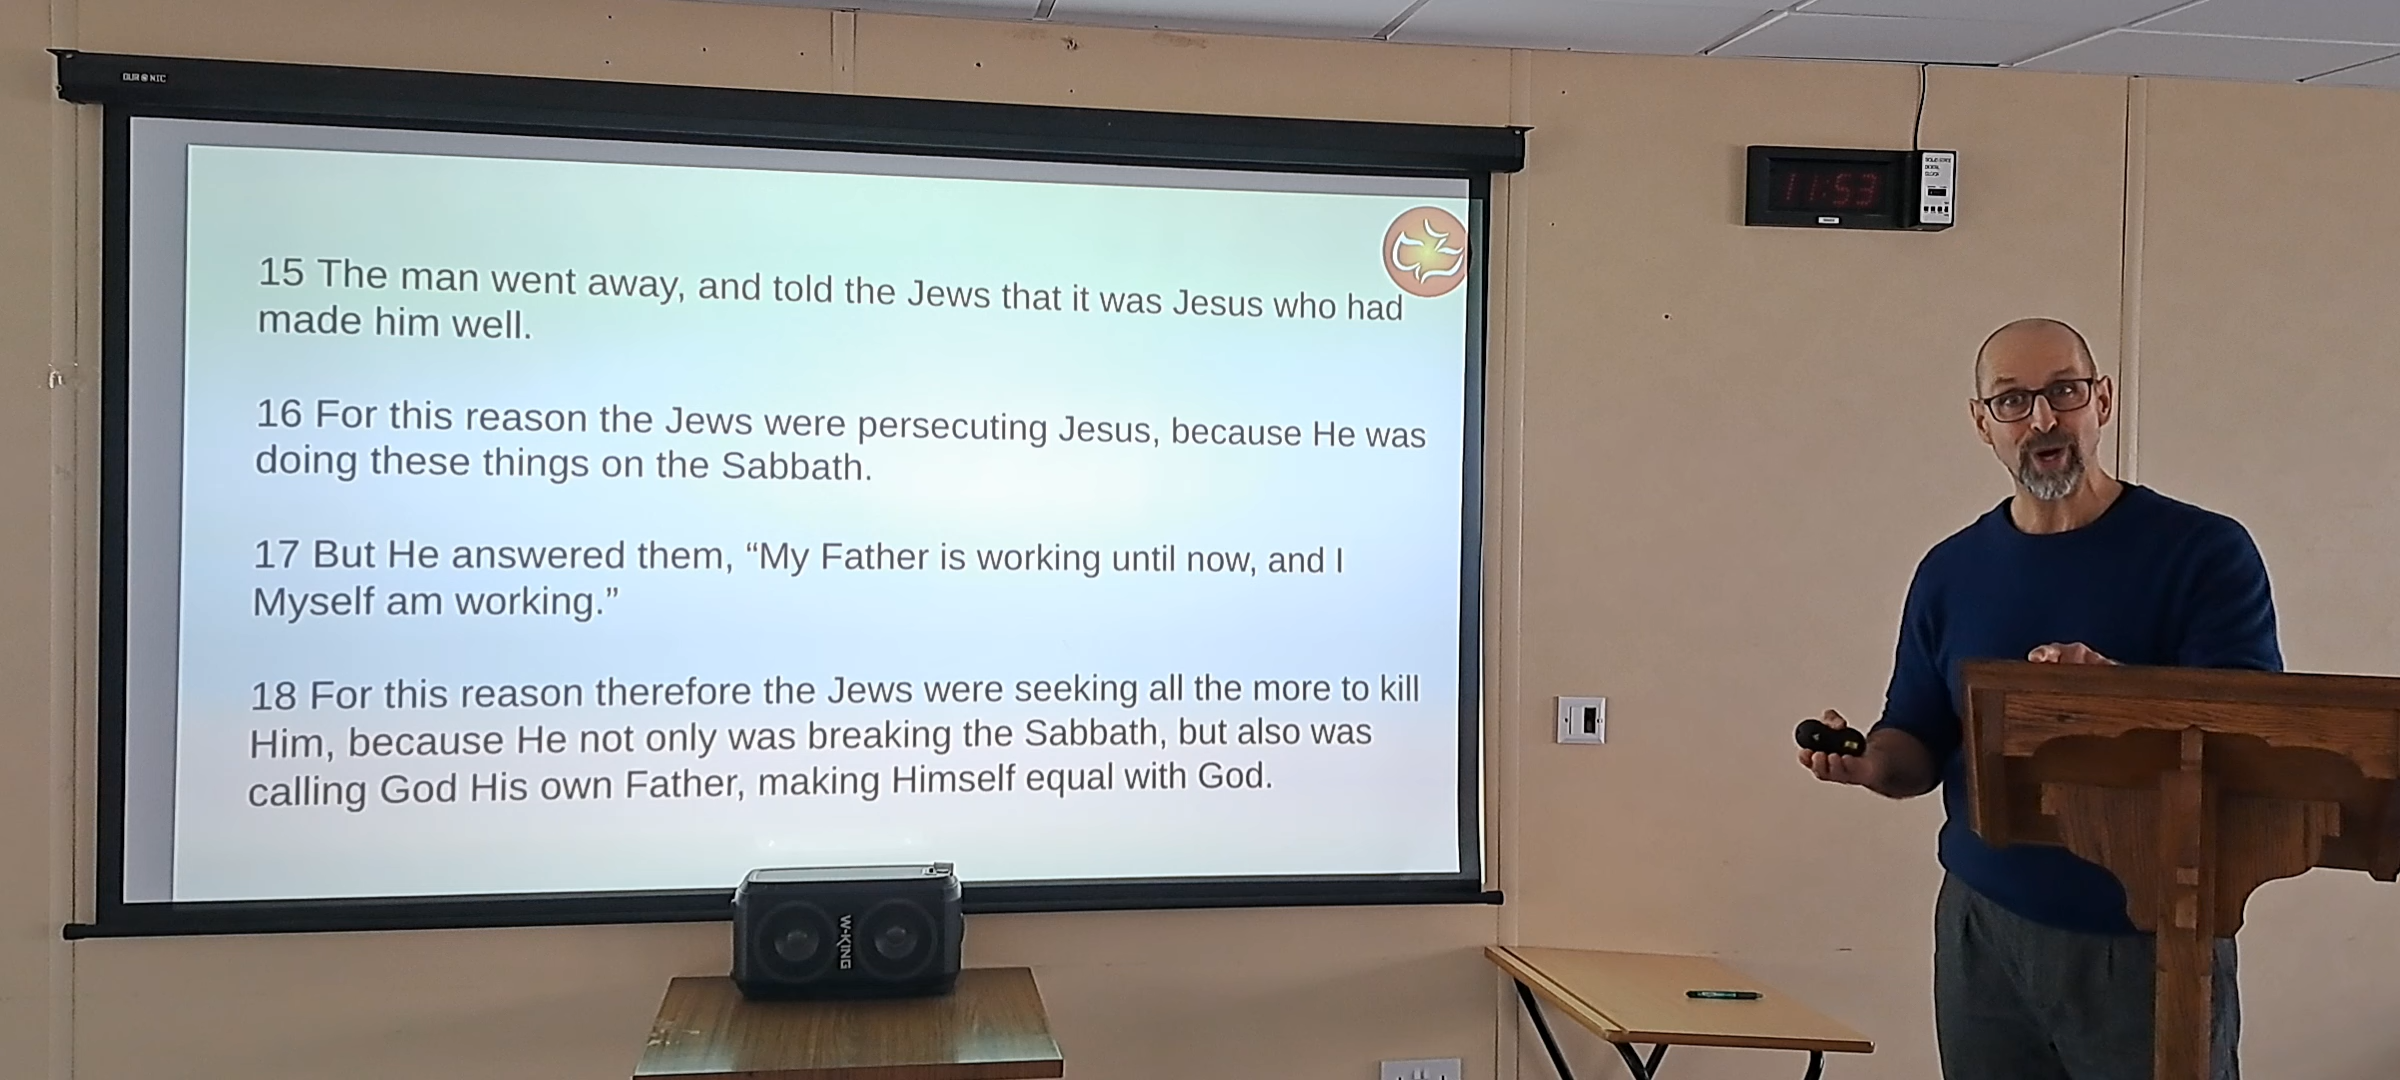 DURONIC
15 The man went away, and told the Jews that it was Jesus who had
made him well.
16 For this reason the Jews were persecuting Jesus, because He was
doing these things on the Sabbath.
17 But He answered them, “My Father is working until now, and I
Myself am working.”
18 For this reason therefore the Jews were seeking all the more to kill
Him, because He not only was breaking the Sabbath, but also was
calling God His own Father, making Himself equal with God.
W-KING
11:53